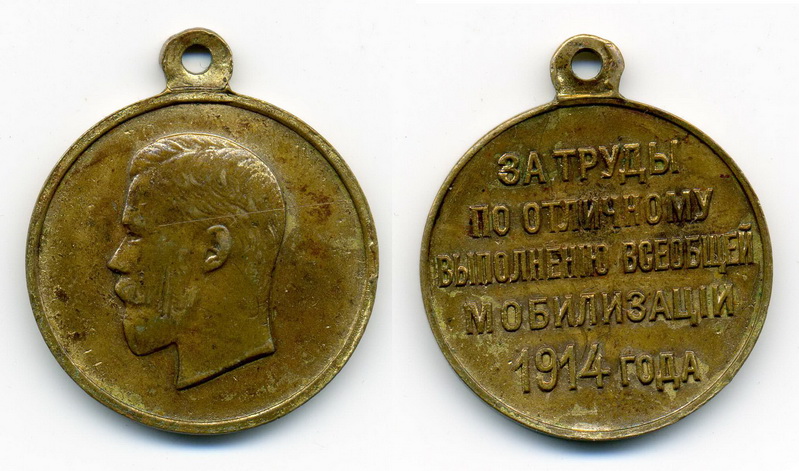 ЗА ТРУДЫ
ПО ОТЛИЧНОМУ
ВЫПОЛНЕНІЮ ВСЕОБЩЕЙ
МОБИЛИЗАЦІИ
1914 ГОДА